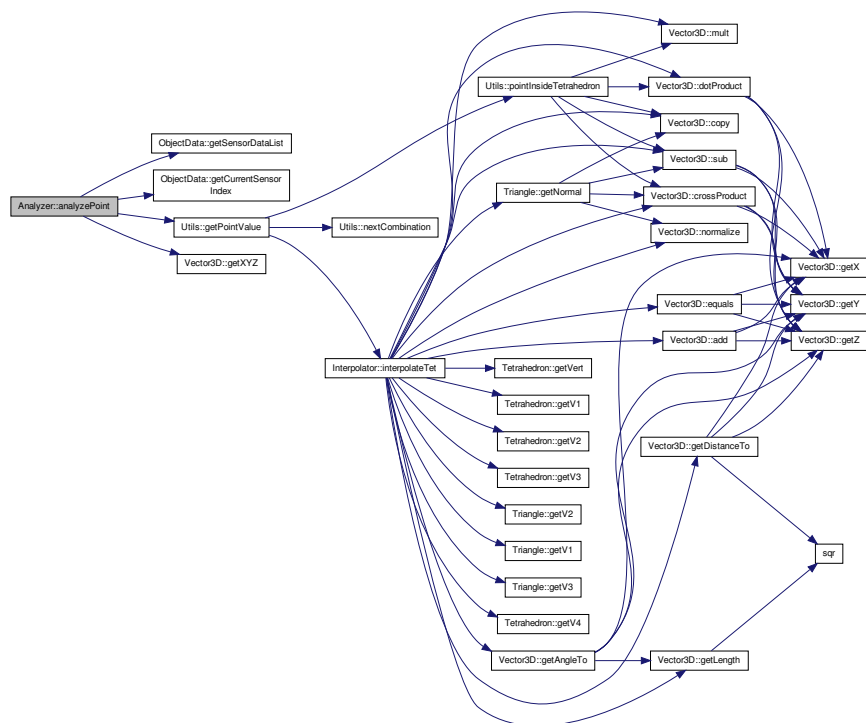 Analyzer::analyzePoint
ObjectData::getSensorDataList
ObjectData::getCurrentSensor
Index
Utils::getPointValue
Vector3D::getXYZ
Utils::pointInsideTetrahedron
Utils::nextCombination
Interpolator::interpolateTet
Triangle::getNormal
Tetrahedron::getVert
Tetrahedron::getV1
Tetrahedron::getV2
Tetrahedron::getV3
Triangle::getV2
Triangle::getV1
Triangle::getV3
Tetrahedron::getV4
Vector3D::getAngleTo
Vector3D::mult
Vector3D::dotProduct
Vector3D::copy
Vector3D::sub
Vector3D::crossProduct
Vector3D::normalize
Vector3D::equals
Vector3D::add
Vector3D::getDistanceTo
Vector3D::getLength
Vector3D::getX
Vector3D::getY
Vector3D::getZ
sqr